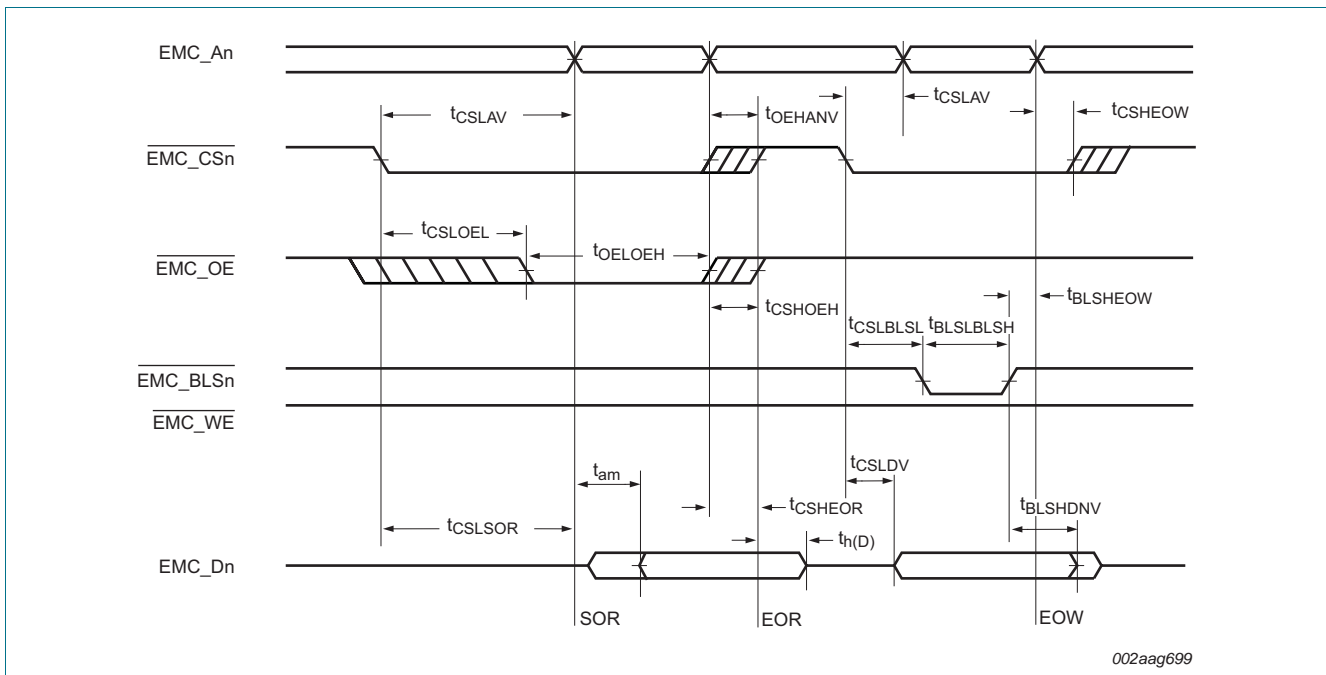 EMC_An
tCSLAV
tOEHANV
tCSLAV
tCSHEOW
EMC_CSn
tCSLOEL
tOELOEH
EMC_OE
tCSHOEH
tBLSHEOW
tCSLBLSL
tBLSLBLSH
EMC_BLSn
EMC_WE
tam
tCSLDV
tCSLSOR
tCSHEOR
tBLSHDNV
th(D)
EMC_Dn
SOR
EOR
EOW
002aag699